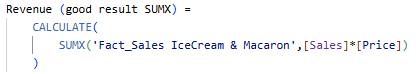 Revenue (good result SUMX) =
CALCULATE(
SUMX('Fact_Sales IceCream & Macaron',[Sales]*[Price])
)